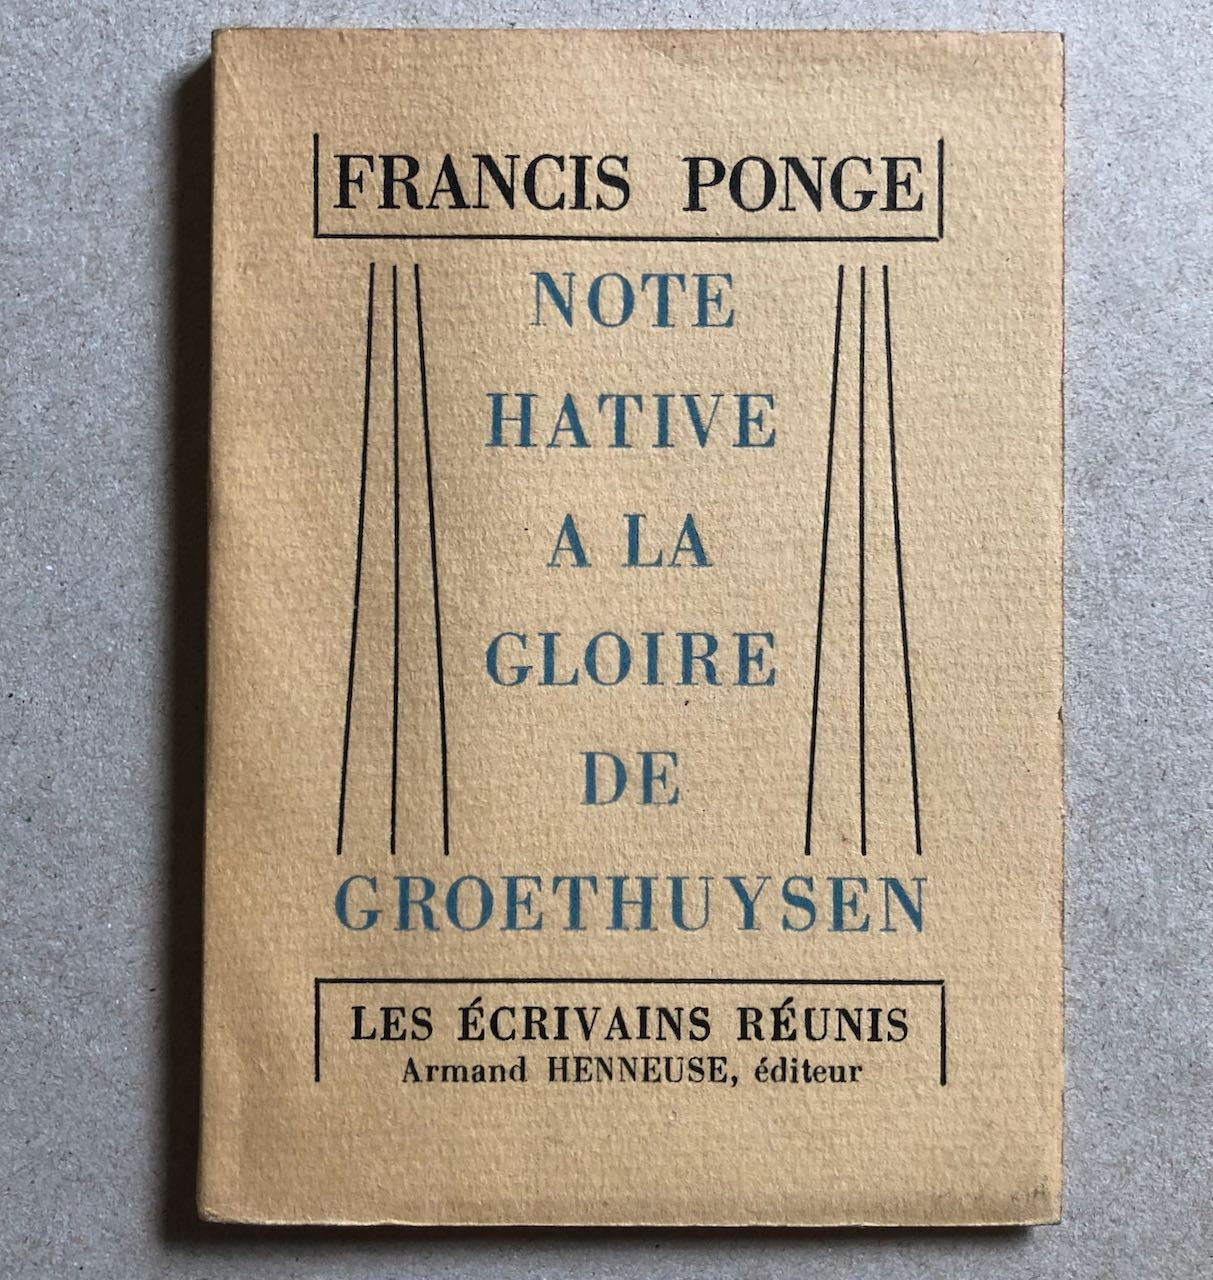 FRANCIS PONGE
NOTE
HATIVE
A LA
GLOIRE
DE
GROETHUYSEN
LES ÉCRIVAINS RÉUNIS
Armand HENNEUSE, éditeur